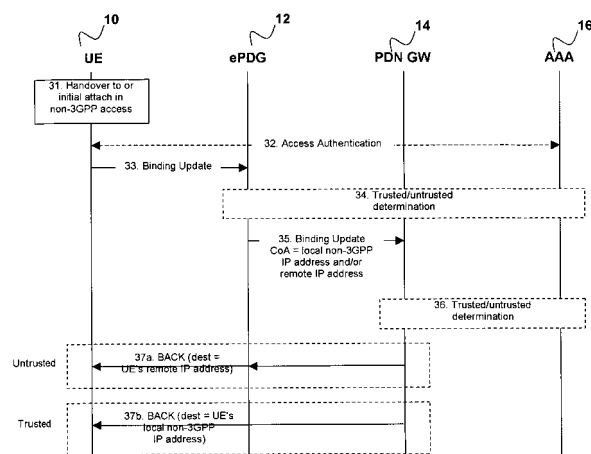 10
12
14
16
UE
ePDG
PDN GW
AAA
31. Handover to or
initial attach in
non-3GPP access
32. Access Authentication
33. Binding Update
34. Trusted/untrusted
determination
35. Binding Update
CoA = local non-3GPP
IP address and/or
remote IP address
36. Trusted/untrusted
determination
Untrusted
37a. BACK (dest =
UE's remote IP address)
Trusted
37b. BACK (dest = UE's
local non-3GPP
IP address)